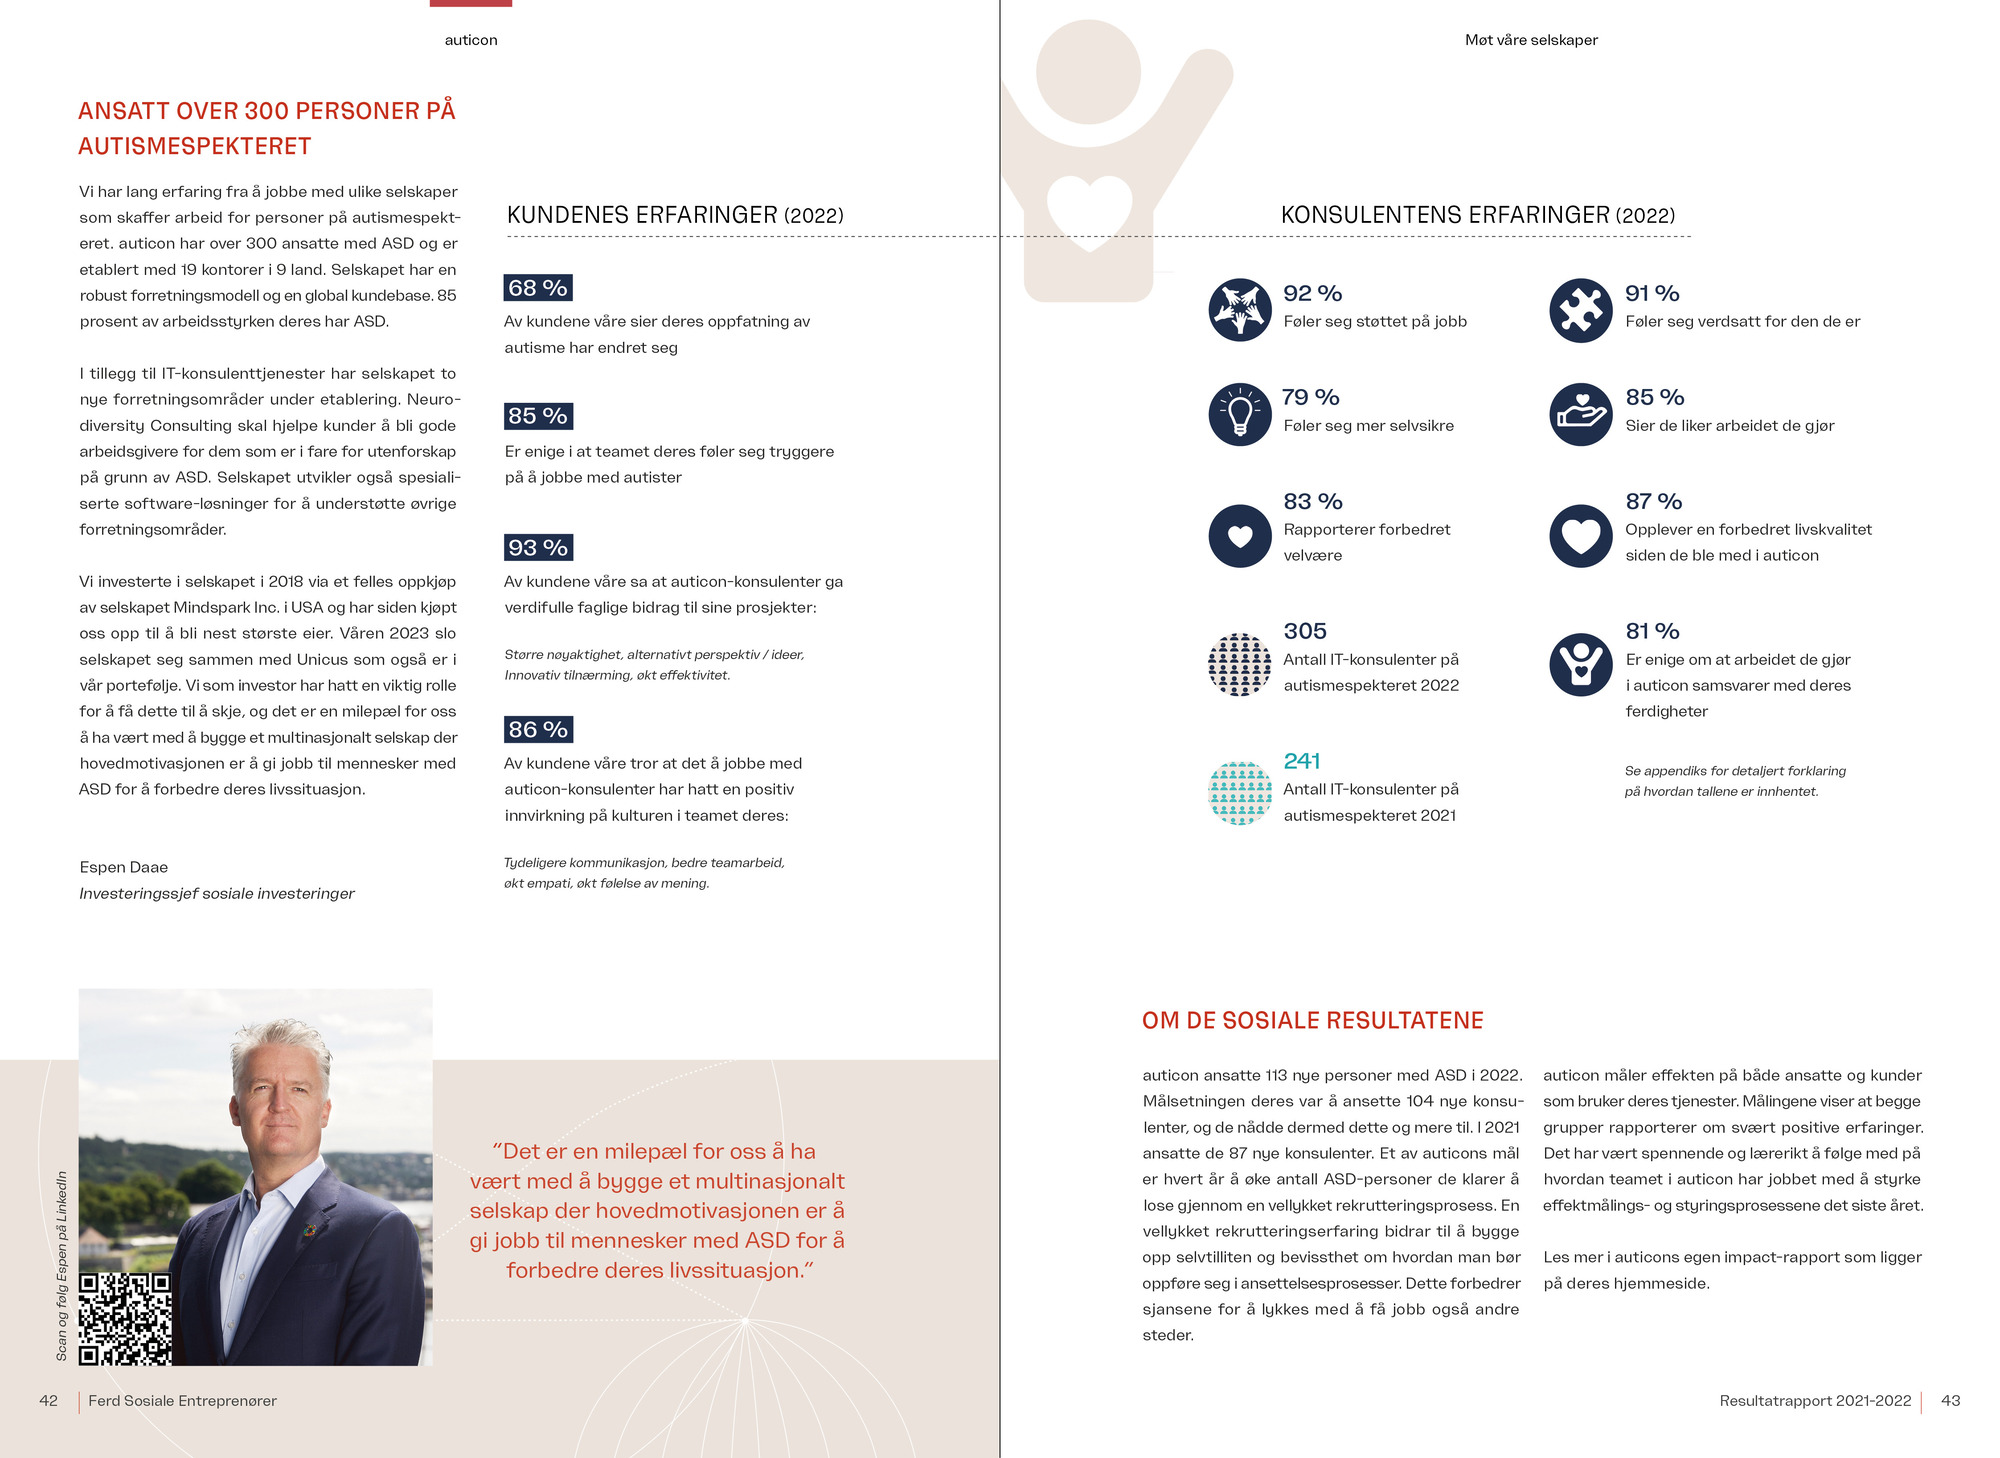 auticon
ANSATT OVER 300 PERSONER PÅ
AUTISMESPEKTERET
Vi har lang erfaring fra å jobbe med ulike selskaper
som skaffer arbeid for personer på autismespekt-
eret. auticon har over 300 ansatte med ASD og er
etablert med 19 kontorer i 9 land. Selskapet har en
robust forretningsmodell og en global kundebase. 85
prosent av arbeidsstyrken deres har ASD.
I tillegg til IT-konsulenttjenester har selskapet to
nye forretningsområder under etablering. Neuro-
diversity Consulting skal hjelpe kunder å bli gode
arbeidsgivere for dem som er i fare for utenforskap
på grunn av ASD. Selskapet utvikler også spesiali-
serte software-løsninger for å understøtte øvrige
forretningsområder.
Vi investerte i selskapet i 2018 via et felles oppkjøp
av selskapet Mindspark Inc. i USA og har siden kjøpt
oss opp til å bli nest største eier. Våren 2023 slo
selskapet seg sammen med Unicus som også er i
vår portefølje. Vi som investor har hatt en viktig rolle
for å få dette til å skje, og det er en milepæl for oss
å ha vært med å bygge et multinasjonalt selskap der
hovedmotivasjonen er å gi jobb til mennesker med
ASD for å forbedre deres livssituasjon.
Espen Daae
Investeringssjef sosiale investeringer
KUNDENES ERFARINGER (2022)
68 %
Av kundene våre sier deres oppfatning av
autisme har endret seg
85 %
Er enige i at teamet deres føler seg tryggere
på å jobbe med autister
93 %
Av kundene våre sa at auticon-konsulenter ga
verdifulle faglige bidrag til sine prosjekter:
Større nøyaktighet, alternativt perspektiv / ideer,
Innovativ tilnærming, økt effektivitet.
86 %
Av kundene våre tror at det å jobbe med
auticon-konsulenter har hatt en positiv
innvirkning på kulturen i teamet deres:
Tydeligere kommunikasjon, bedre teamarbeid,
økt empati, økt følelse av mening.
Scan og følg Espen på LinkedIn
“Det er en milepæl for oss å ha
vært med å bygge et multinasjonalt
selskap der hovedmotivasjonen er å
gi jobb til mennesker med ASD for å
forbedre deres livssituasjon.”
42
Ferd Sosiale Entreprenører
Møt våre selskaper
KONSULENTENS ERFARINGER (2022)
92 %
Føler seg støttet på jobb
91 %
Føler seg verdsatt for den de er
79 %
Føler seg mer selvsikre
85 %
Sier de liker arbeidet de gjør
83 %
Rapporterer forbedret
velvære
87 %
Opplever en forbedret livskvalitet
siden de ble med i auticon
305
Antall IT-konsulenter på
autismespekteret 2022
81 %
Er enige om at arbeidet de gjør
i auticon samsvarer med deres
ferdigheter
241
Antall IT-konsulenter på
autismespekteret 2021
Se appendiks for detaljert forklaring
på hvordan tallene er innhentet.
OM DE SOSIALE RESULTATENE
auticon ansatte 113 nye personer med ASD i 2022.
Målsetningen deres var å ansette 104 nye konsu-
lenter, og de nådde dermed dette og mere til. I 2021
ansatte de 87 nye konsulenter. Et av auticons mål
er hvert år å øke antall ASD-personer de klarer å
lose gjennom en vellykket rekrutteringsprosess. En
vellykket rekrutteringserfaring bidrar til å bygge
opp selvtilliten og bevissthet om hvordan man bør
oppføre seg i ansettelsesprosesser. Dette forbedrer
sjansene for å lykkes med å få jobb også andre
steder.
auticon måler effekten på både ansatte og kunder
som bruker deres tjenester. Målingene viser at begge
grupper rapporterer om svært positive erfaringer.
Det har vært spennende og lærerikt å følge med på
hvordan teamet i auticon har jobbet med å styrke
effektmålings- og styringsprosessene det siste året.
Les mer i auticons egen impact-rapport som ligger
på deres hjemmeside.
Resultatrapport 2021-2022
43